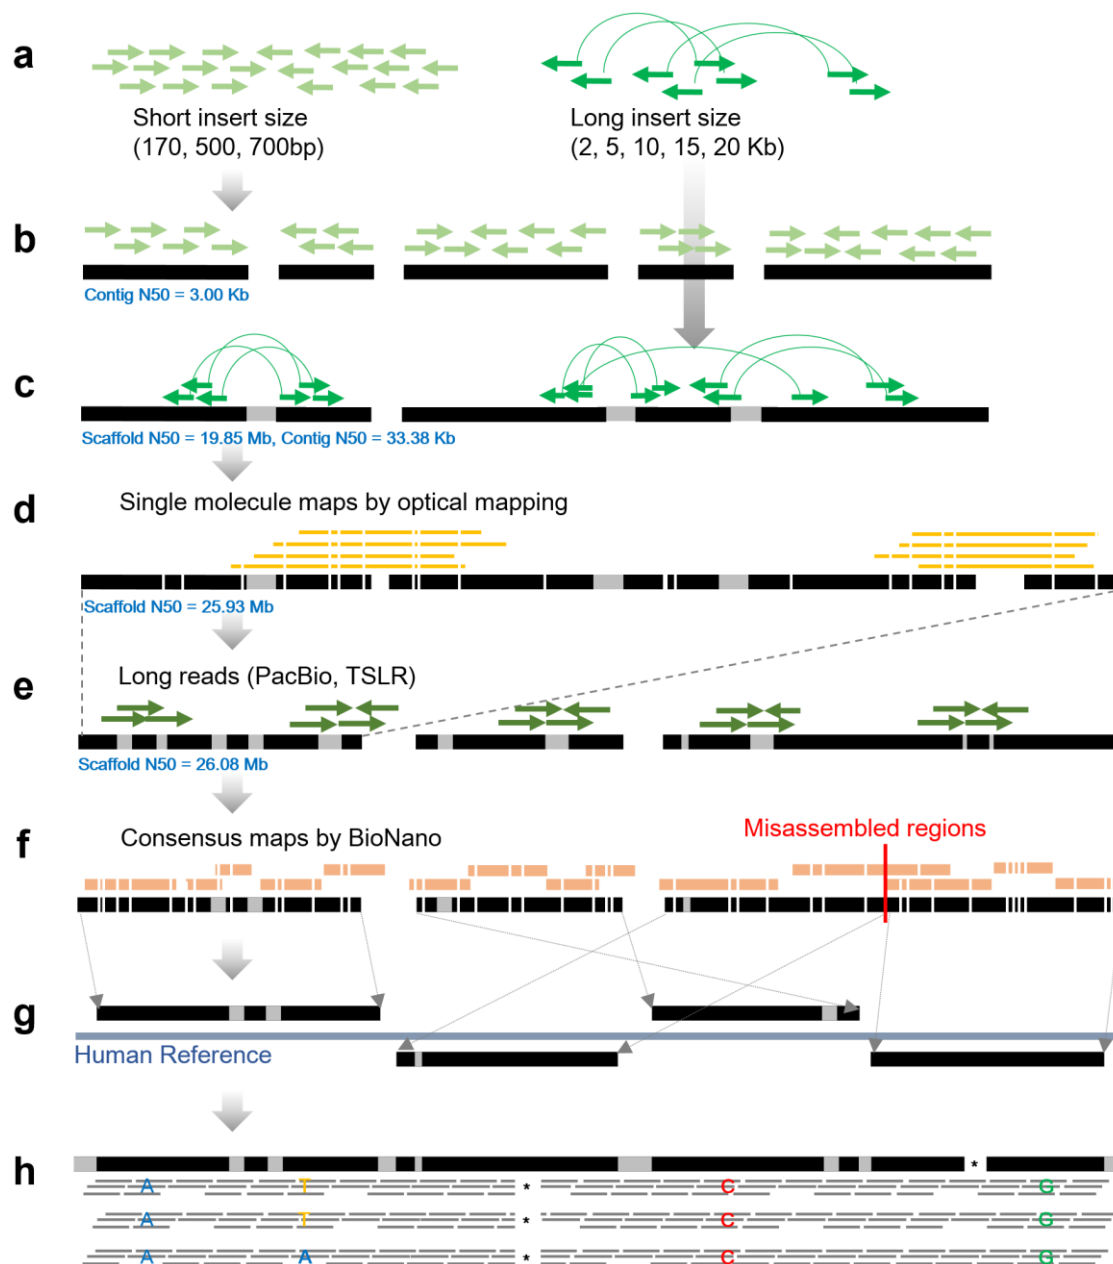 a
Short insert size
(170, 500, 700bp)
Long insert size
(2, 5, 10, 15, 20 Kb)
b
Contig N50 = 3.00 Kb
c
Scaffold N50 = 19.85 Mb, Contig N50 = 33.38 Kb
d
Single molecule maps by optical mapping
Scaffold N50 = 25.93 Mb
e
Long reads (PacBio, TSLR)
Scaffold N50 = 26.08 Mb
f
Consensus maps by BioNano
Misassembled regions
g
Human Reference
h
*
A T * C G
A T * C G
A A * C G